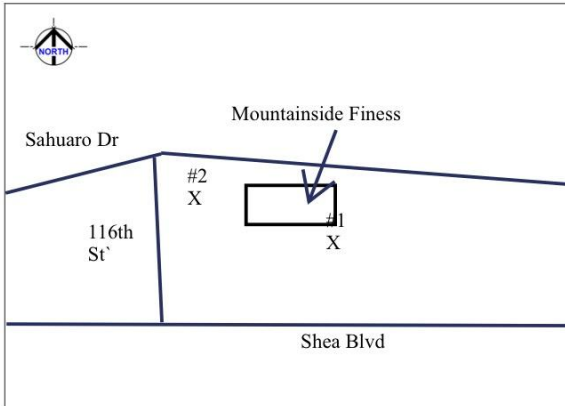 NORTH
Mountainside Finess
Sahuaro Dr
#2
X
#1
X
116th
St`
Shea Blvd